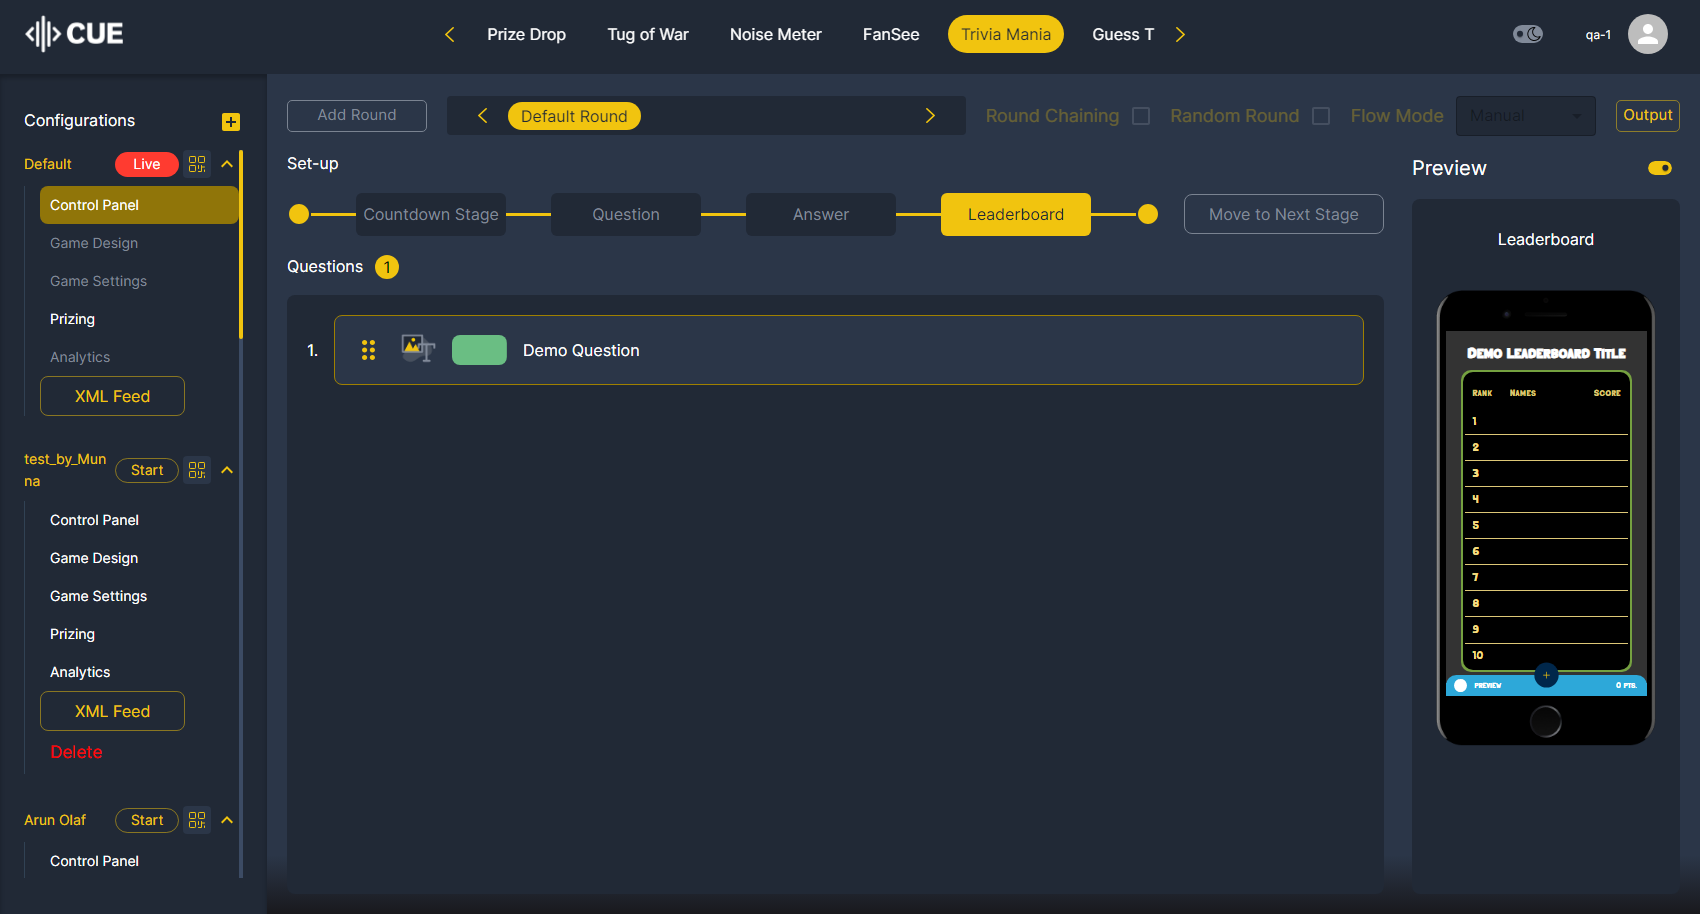 CUE
Prize Drop
Tug of War
Noise Meter
FanSee
Trivia Mania
Guess T
qa-1
Configurations
Default
Live
Control Panel
Game Design
Game Settings
Prizing
Analytics
XML Feed
test_by_Mun
na
Start
Control Panel
Game Design
Game Settings
Prizing
Analytics
XML Feed
Delete
Arun Olaf
Start
Control Panel
Add Round
Default Round
Round Chaining
Random Round
Flow Mode
Manual
Output
Set-up
Countdown Stage
Question
Answer
Leaderboard
Move to Next Stage
Questions 1
1.
Demo Question
Preview
Leaderboard
Demo Leaderboard Title
Rank Names Score
1
2
3
4
5
6
7
8
9
10
PREVIEW
0 PTS.